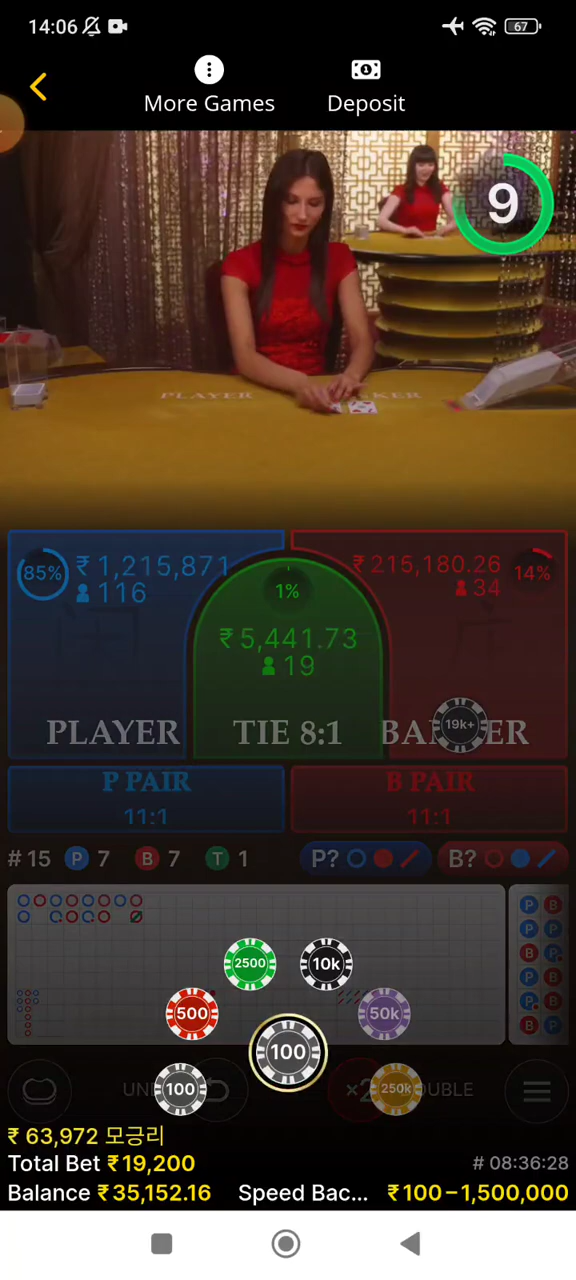 14:06
67
More Games
Deposit
9
PLAYER
85%
₹ 1,215,871
116
₹ 215,180.26
34
14%
1%
₹ 5,441.73
19
PLAYER
TIE 8:1
19k+
P PAIR
11:1
B PAIR
11:1
# 15 P 7 B 7 T 1
P?
B?
2500
10k
500
50k
100
100
250k
₹ 63,972 모긍리
Total Bet ₹19,200
# 08:36:28
Balance ₹35,152.16
Speed Bac...
₹100–1,500,000